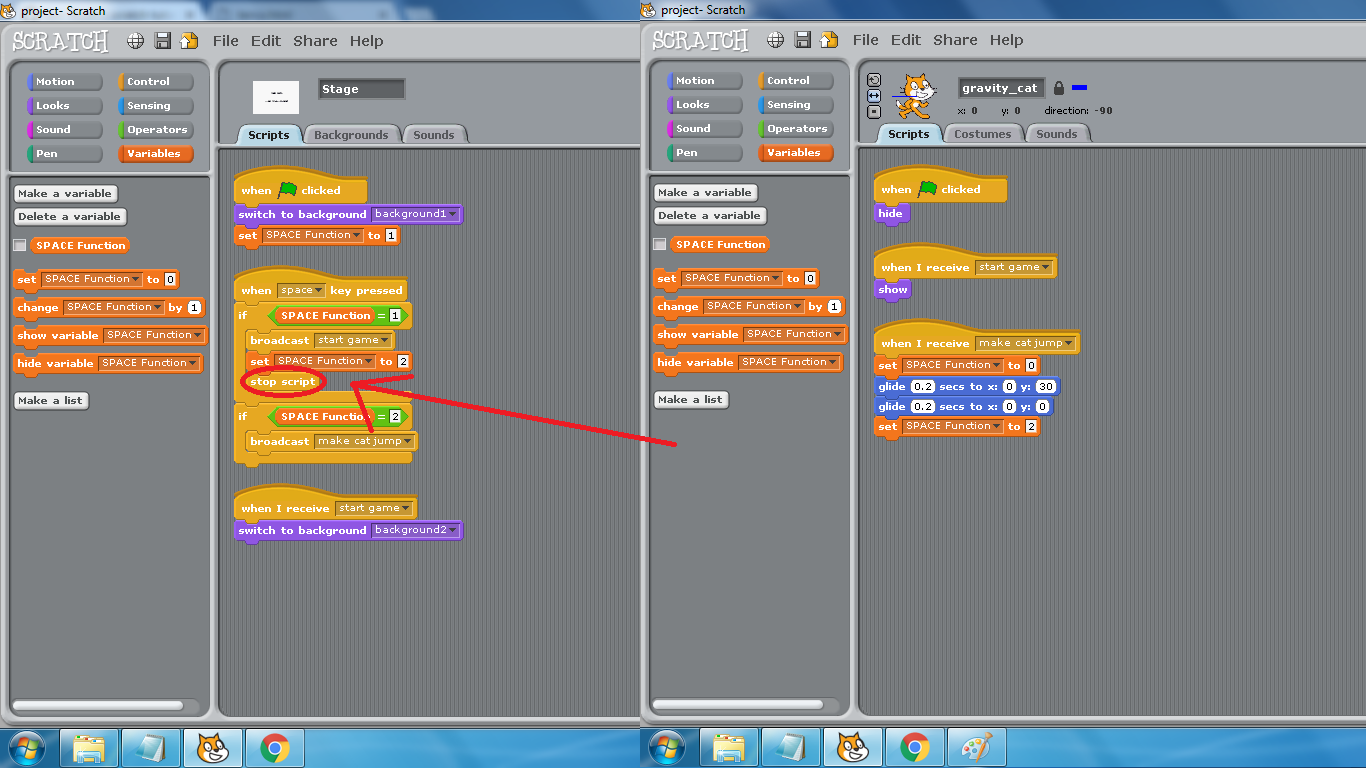 project- Scratch
SCRATCH File Edit Share Help
Motion Control
Looks Sensing
Sound Operators
Pen Variables
Make a variable
Delete a variable
SPACE Function
set SPACE Function to 0
change SPACE Function by 1
show variable SPACE Function
hide variable SPACE Function
Make a list
Stage
Scripts Backgrounds Sounds
when clicked
switch to background background1
set SPACE Function to 1
when space key pressed
if SPACE Function = 1
broadcast start game
set SPACE Function to 2
stop script
if SPACE Function = 2
broadcast make cat jump
when I receive start game
switch to background background2
project- Scratch
SCRATCH File Edit Share Help
Motion Control
Looks Sensing
Sound Operators
Pen Variables
Make a variable
Delete a variable
SPACE Function
set SPACE Function to 0
change SPACE Function by 1
show variable SPACE Function
hide variable SPACE Function
Make a list
gravity_cat
x: 0 y: 0 direction: -90
Scripts Costumes Sounds
when clicked
hide
when I receive start game
show
when I receive make cat jump
set SPACE Function to 0
glide 0.2 secs to x: 0 y: 30
glide 0.2 secs to x: 0 y: 0
set SPACE Function to 2